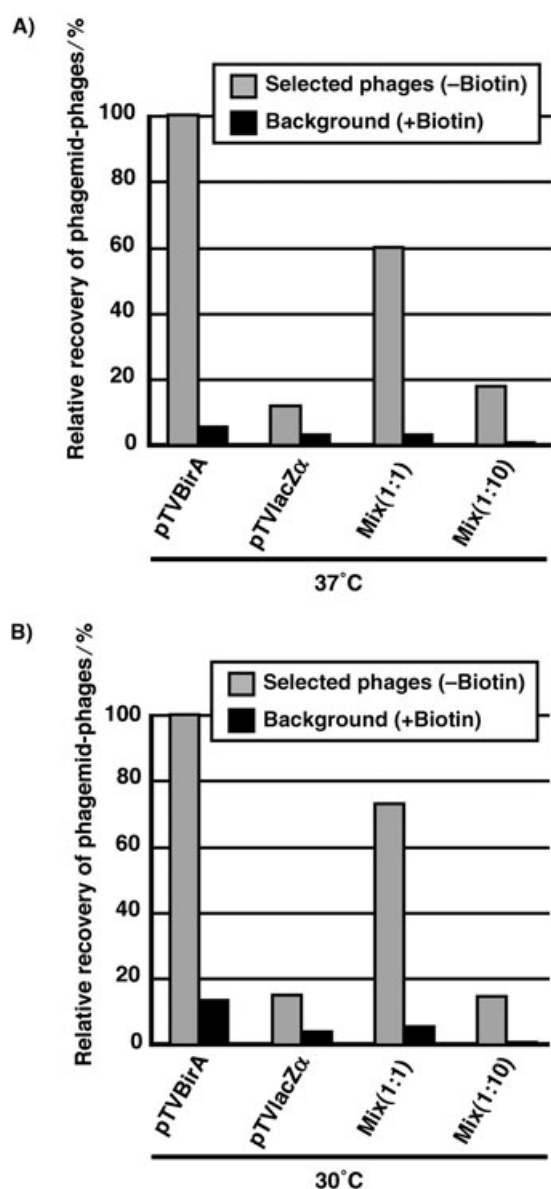 A)
Relative recovery of phagemid-phages/%
Selected phages (−Biotin)
Background (+Biotin)
100
80
60
40
20
0
pTVBirA
pTVlacZα
Mix(1:1)
Mix(1:10)
37˚C
B)
Relative recovery of phagemid-phages/%
Selected phages (−Biotin)
Background (+Biotin)
100
80
60
40
20
0
pTVBirA
pTVlacZα
Mix(1:1)
Mix(1:10)
30˚C